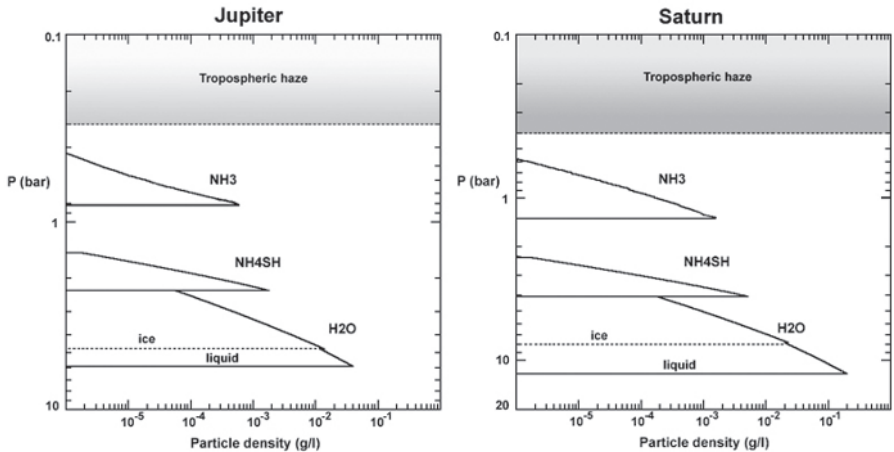 Jupiter
0.1
Tropospheric haze
P (bar)
NH3
1
NH4SH
H2O
ice
liquid
10
10⁻⁵ 10⁻⁴ 10⁻³ 10⁻² 10⁻¹
Particle density (g/l)
Saturn
0.1
Tropospheric haze
P (bar)
NH3
1
NH4SH
H2O
ice
liquid
10
20
10⁻⁵ 10⁻⁴ 10⁻³ 10⁻² 10⁻¹
Particle density (g/l)